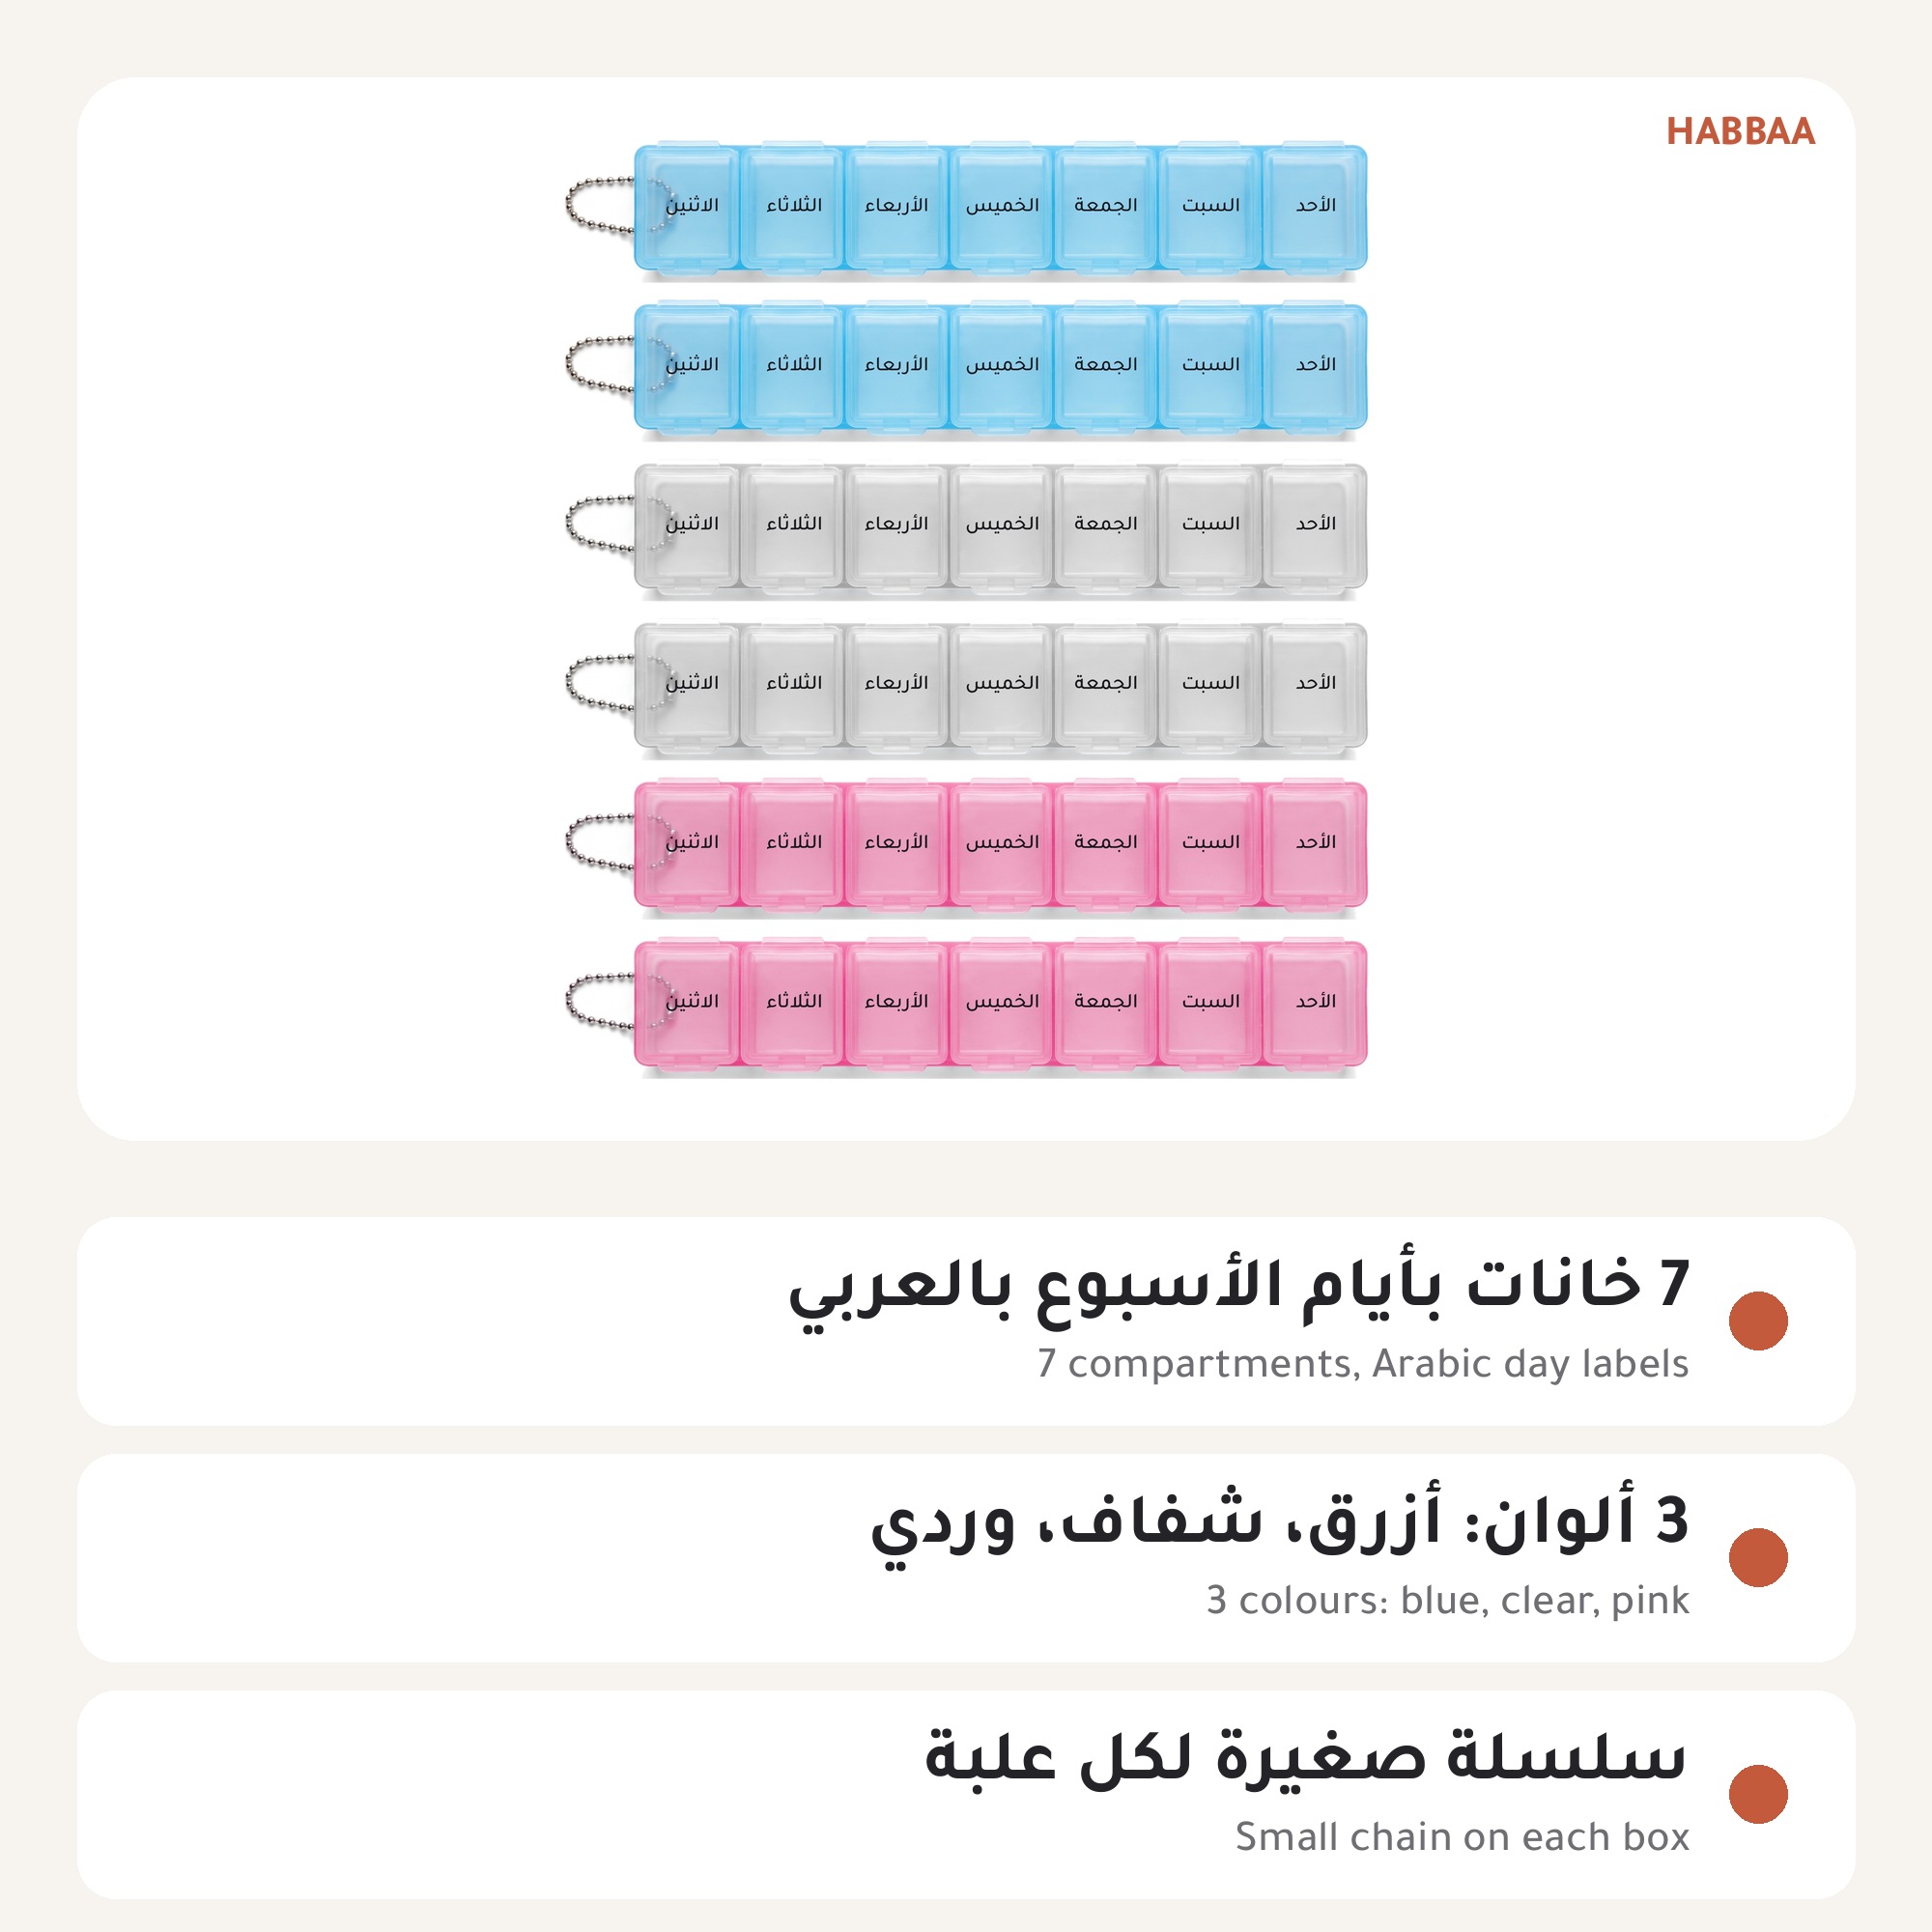 HABBAA
الأحد السبت الجمعة الخميس الأربعاء الثلاثاء الاثنين
الأحد السبت الجمعة الخميس الأربعاء الثلاثاء الاثنين
الأحد السبت الجمعة الخميس الأربعاء الثلاثاء الاثنين
الأحد السبت الجمعة الخميس الأربعاء الثلاثاء الاثنين
الأحد السبت الجمعة الخميس الأربعاء الثلاثاء الاثنين
الأحد السبت الجمعة الخميس الأربعاء الثلاثاء الاثنين
7 خانات بأيام الأسبوع بالعربي
7 compartments, Arabic day labels
3 ألوان: أزرق، شفاف، وردي
3 colours: blue, clear, pink
سلسلة صغيرة لكل علبة
Small chain on each box